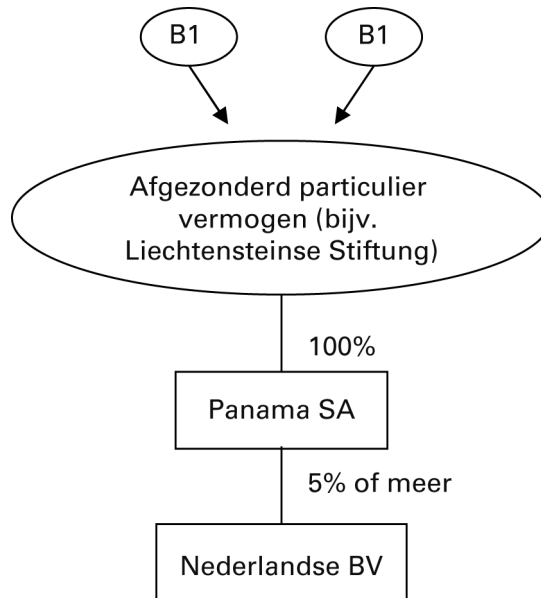 B1
B1
Afgezonderd particulier
vermogen (bijv.
Liechtensteinse Stiftung)
100%
Panama SA
5% of meer
Nederlandse BV